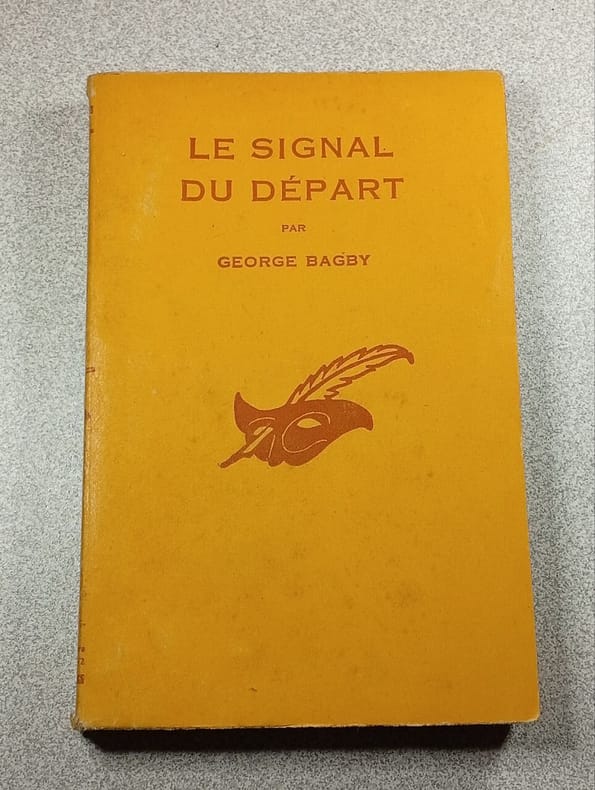 LE SIGNAL
DU DÉPART
PAR
GEORGE BAGBY